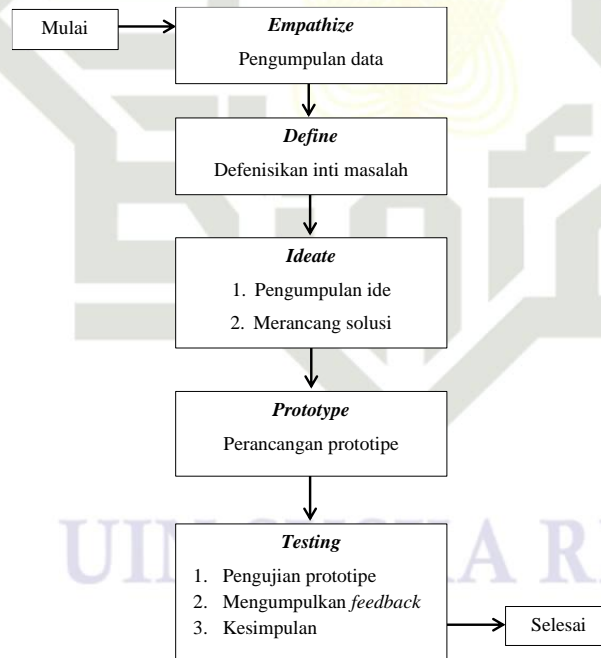 Mulai
Empathize
Pengumpulan data
Define
Defenisikan inti masalah
Ideate
1. Pengumpulan ide
2. Merancang solusi
Prototype
Perancangan prototipe
Testing
1. Pengujian prototipe
2. Mengumpulkan feedback
3. Kesimpulan
Selesai
UIN